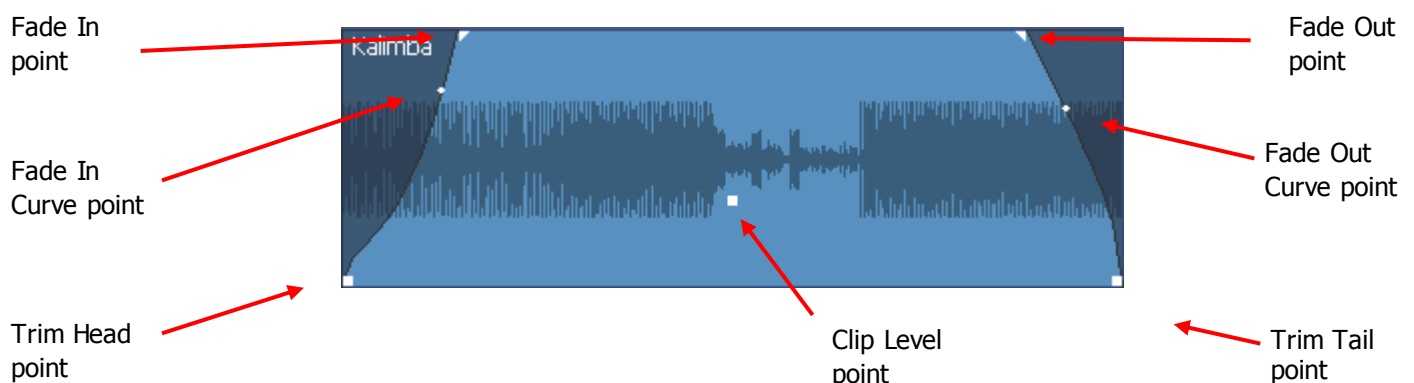 Fade In
point
Kalimba
Fade Out
point
Fade In
Curve point
Fade Out
Curve point
Trim Head
point
Clip Level
point
Trim Tail
point